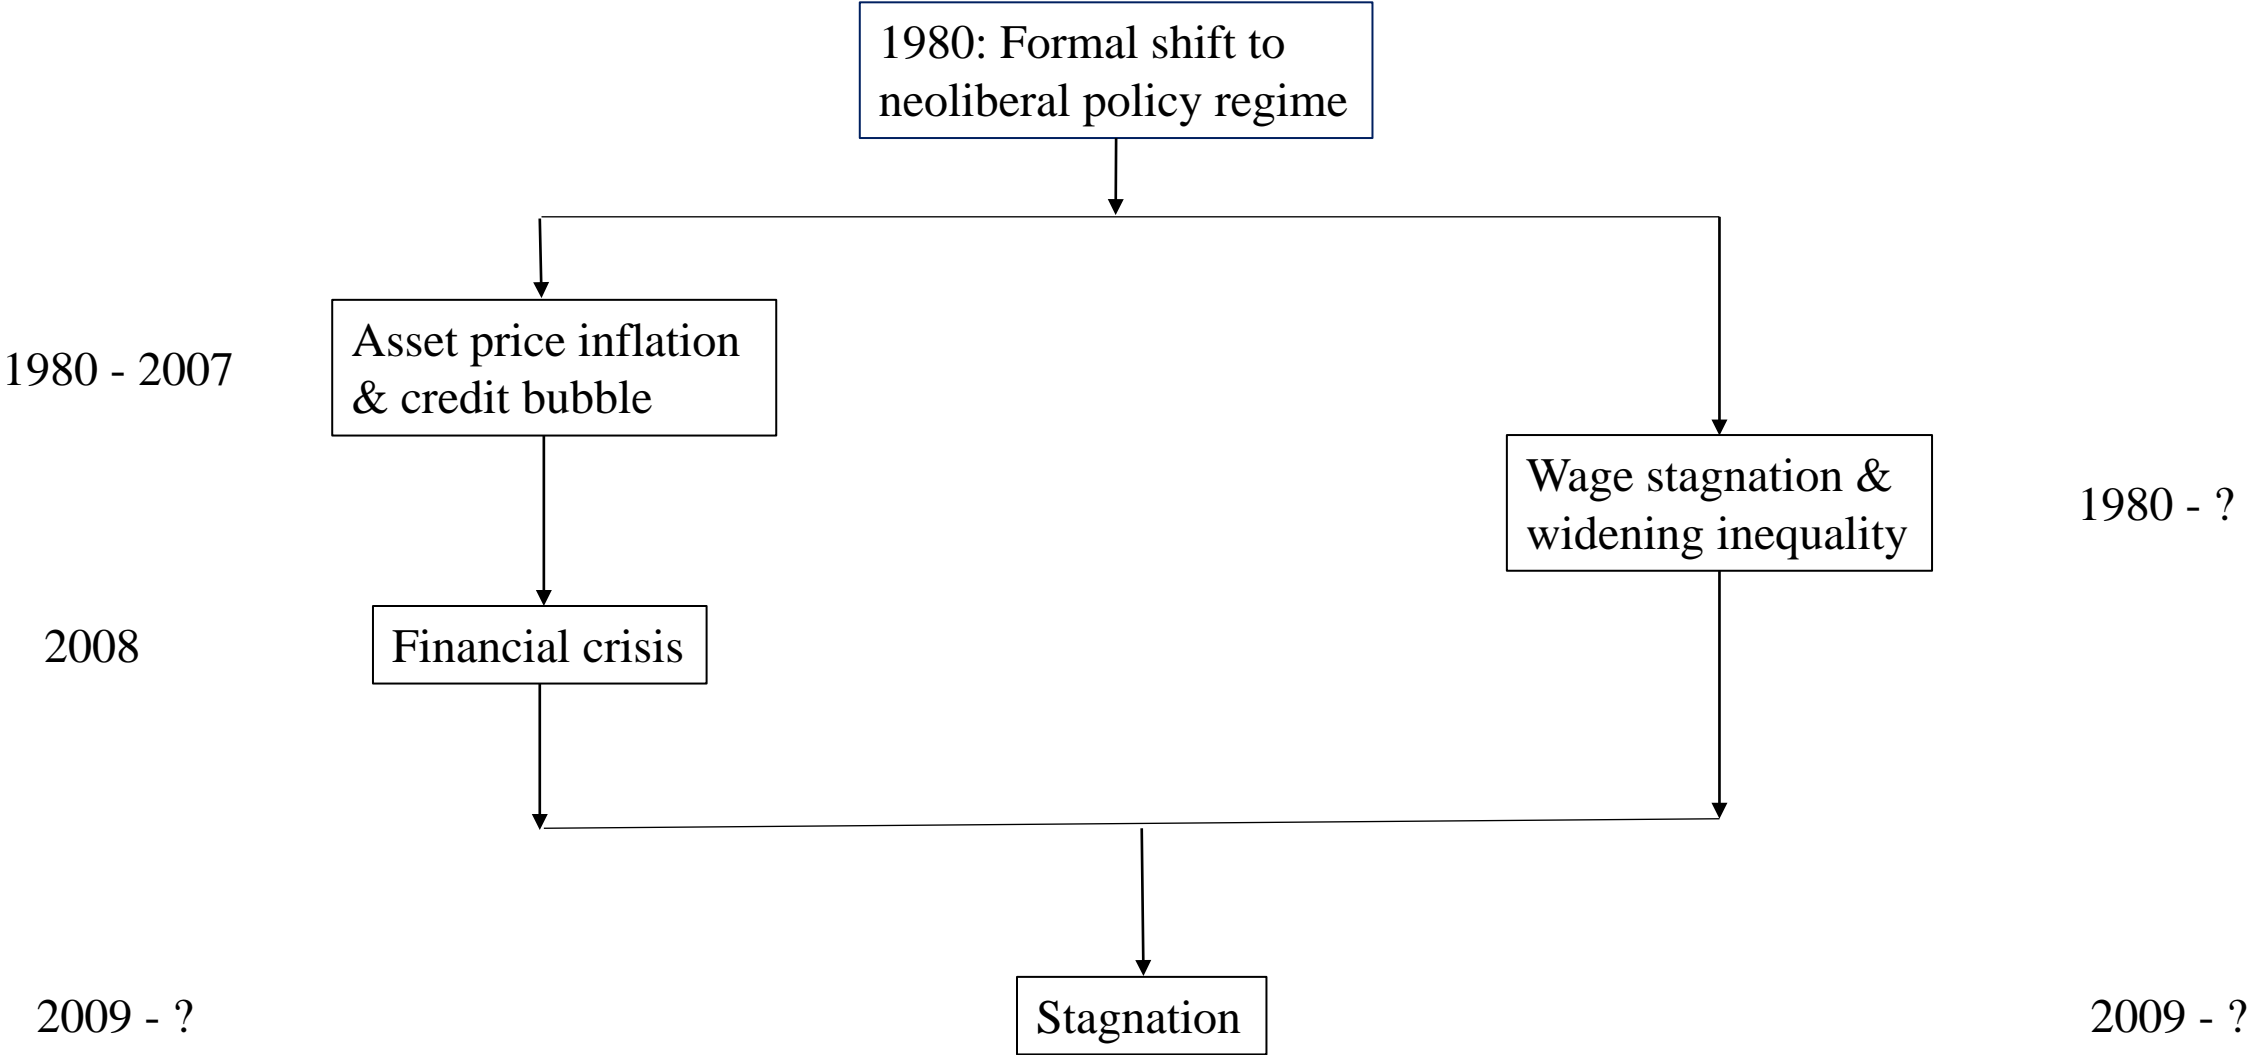 1980: Formal shift to
neoliberal policy regime
1980 - 2007
Asset price inflation
& credit bubble
Wage stagnation &
widening inequality
1980 - ?
2008
Financial crisis
2009 - ?
Stagnation
2009 - ?